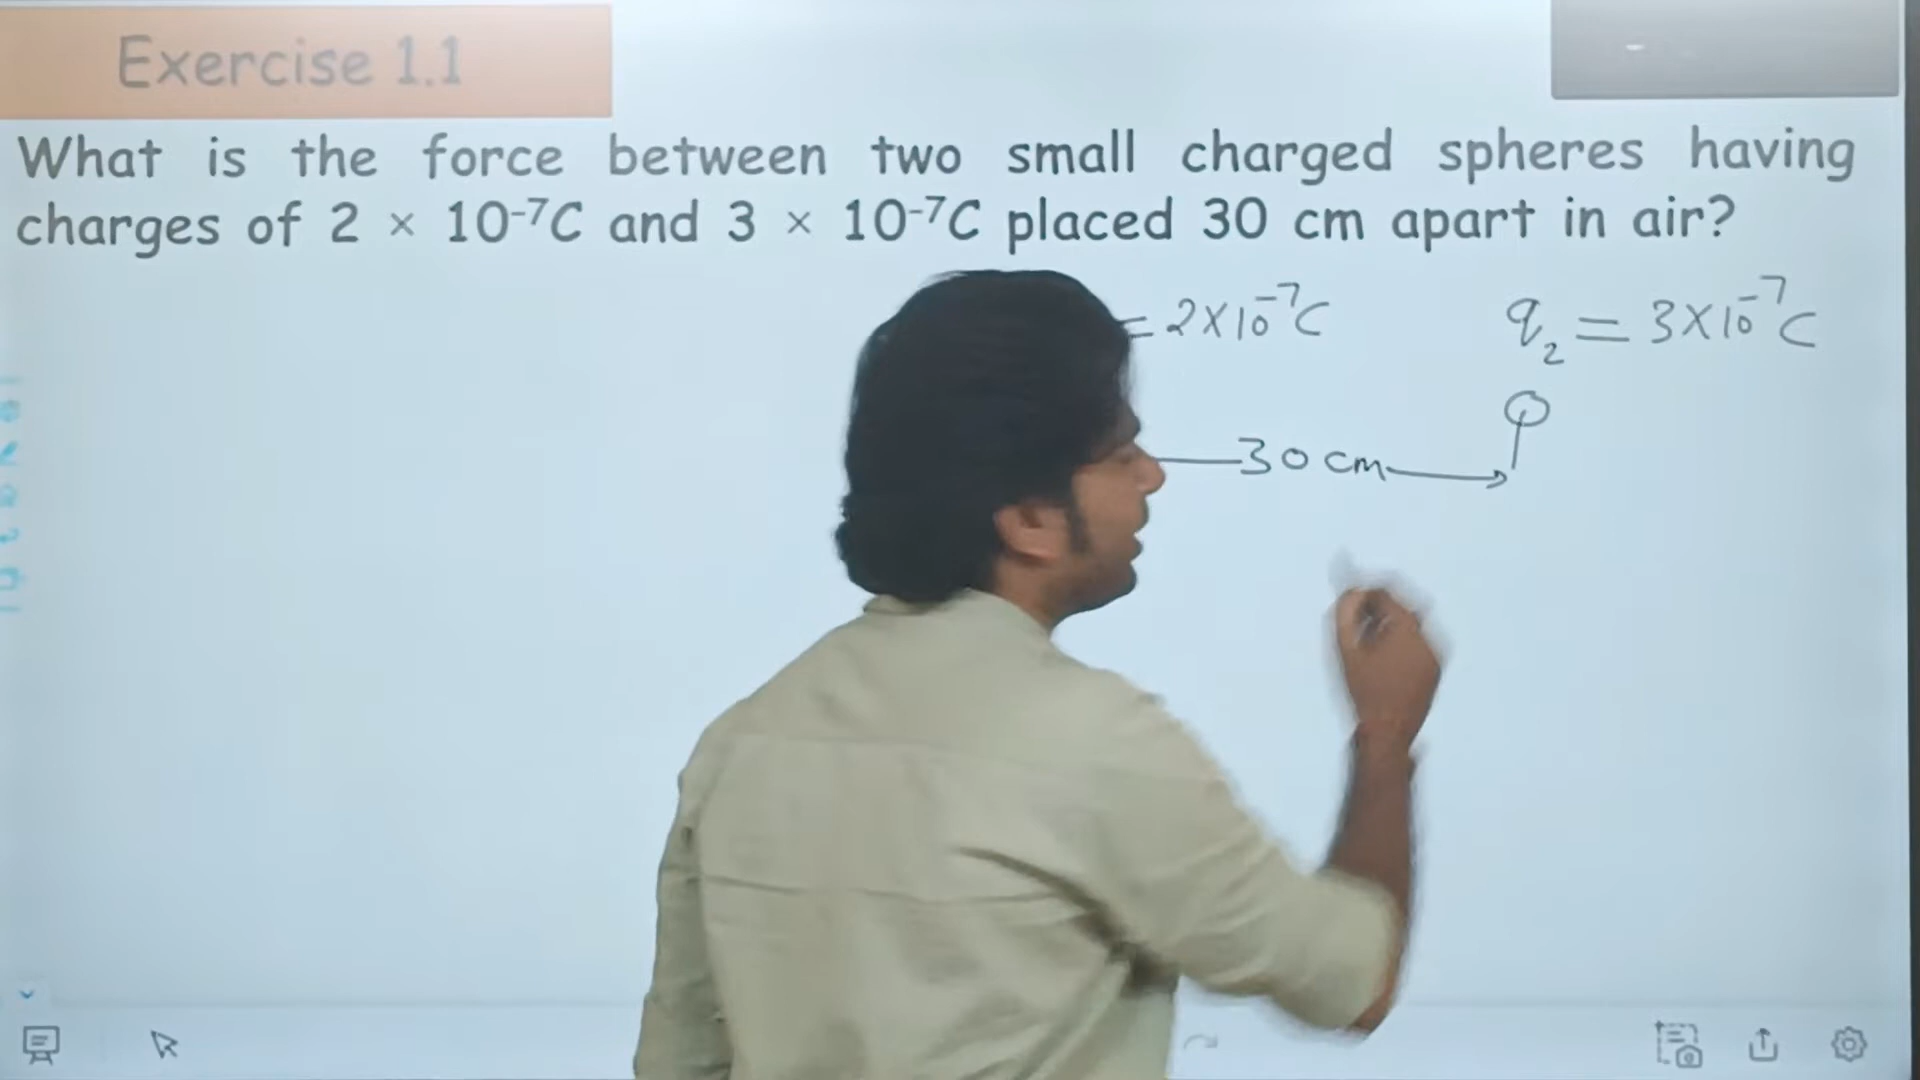 Exercise 1.1
What is the force between two small charged spheres having
charges of 2 × 10⁻⁷C and 3 × 10⁻⁷C placed 30 cm apart in air?
= 2×10⁻⁷C q₂ = 3×10⁻⁷C
30 cm